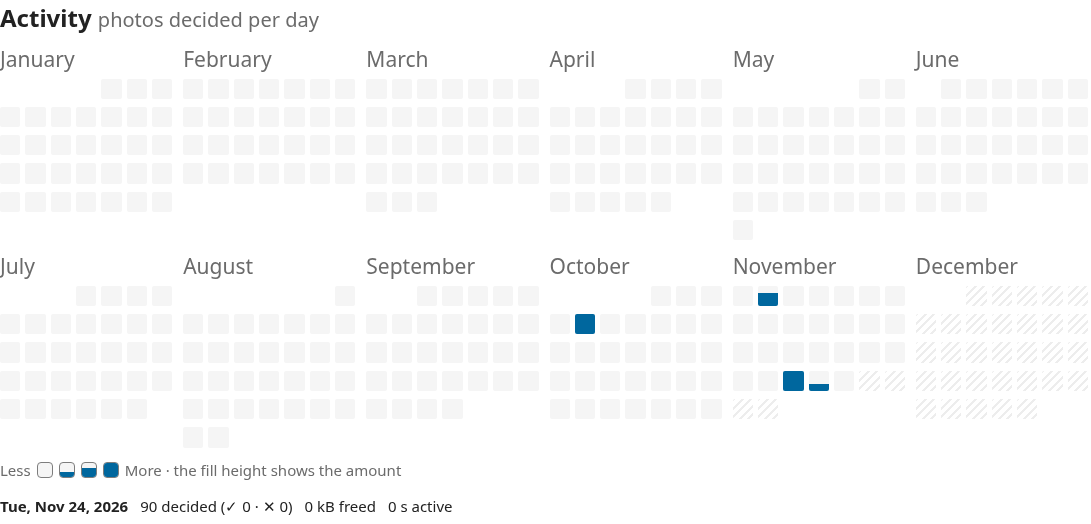 Activity photos decided per day
January February March April May June
July August September October November December
Less More · the fill height shows the amount
Tue, Nov 24, 2026 90 decided (✓ 0 · ✕ 0) 0 kB freed 0 s active